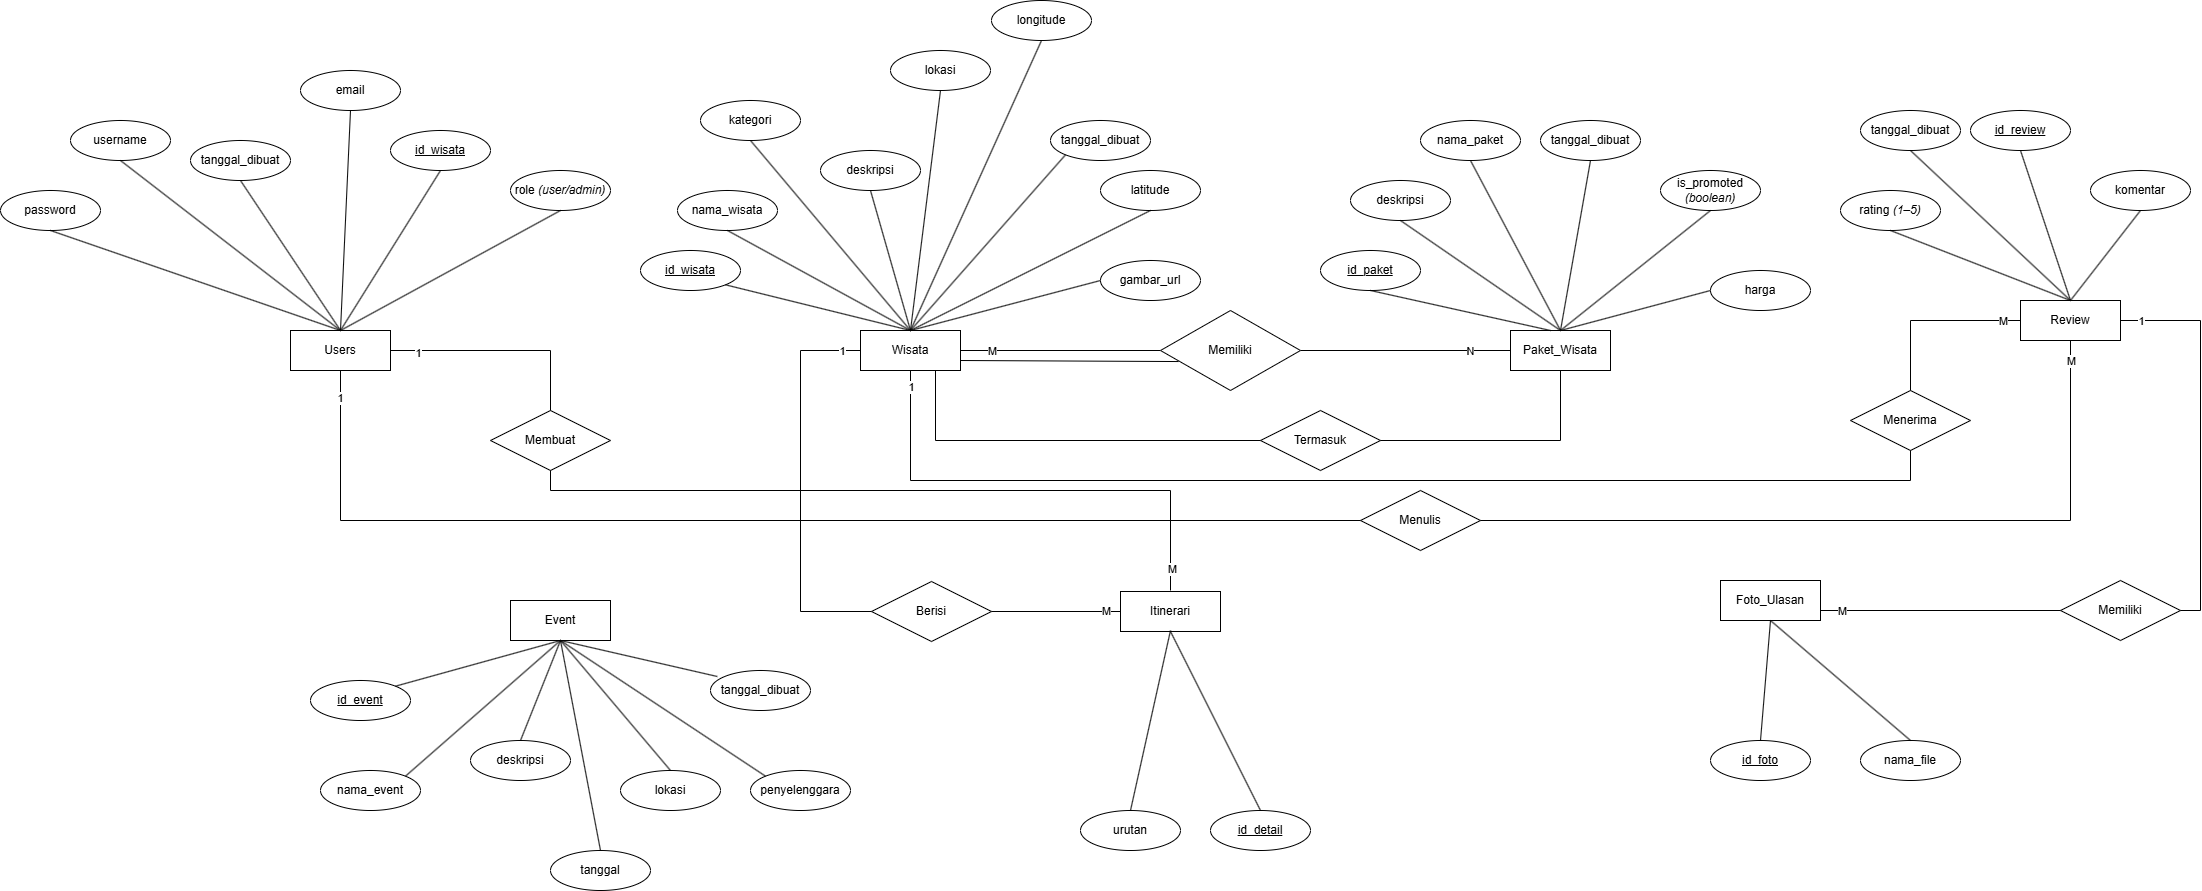 longitude
lokasi
email
kategori
username
tanggal_dibuat
id_wisata
tanggal_dibuat
nama_paket
tanggal_dibuat
tanggal_dibuat
id_review
deskripsi
role (user/admin)
latitude
is_promoted
(boolean)
komentar
password
nama_wisata
deskripsi
rating (1–5)
id_wisata
gambar_url
id_paket
harga
Users
1
1
Wisata
M
Memiliki
N
Paket_Wisata
M
Review
1
1
1
M
Membuat
Termasuk
Menerima
Menulis
M
Event
Berisi
M
Itinerari
Foto_Ulasan
M
Memiliki
id_event
tanggal_dibuat
deskripsi
nama_event
lokasi
penyelenggara
id_foto
nama_file
urutan
id_detail
tanggal